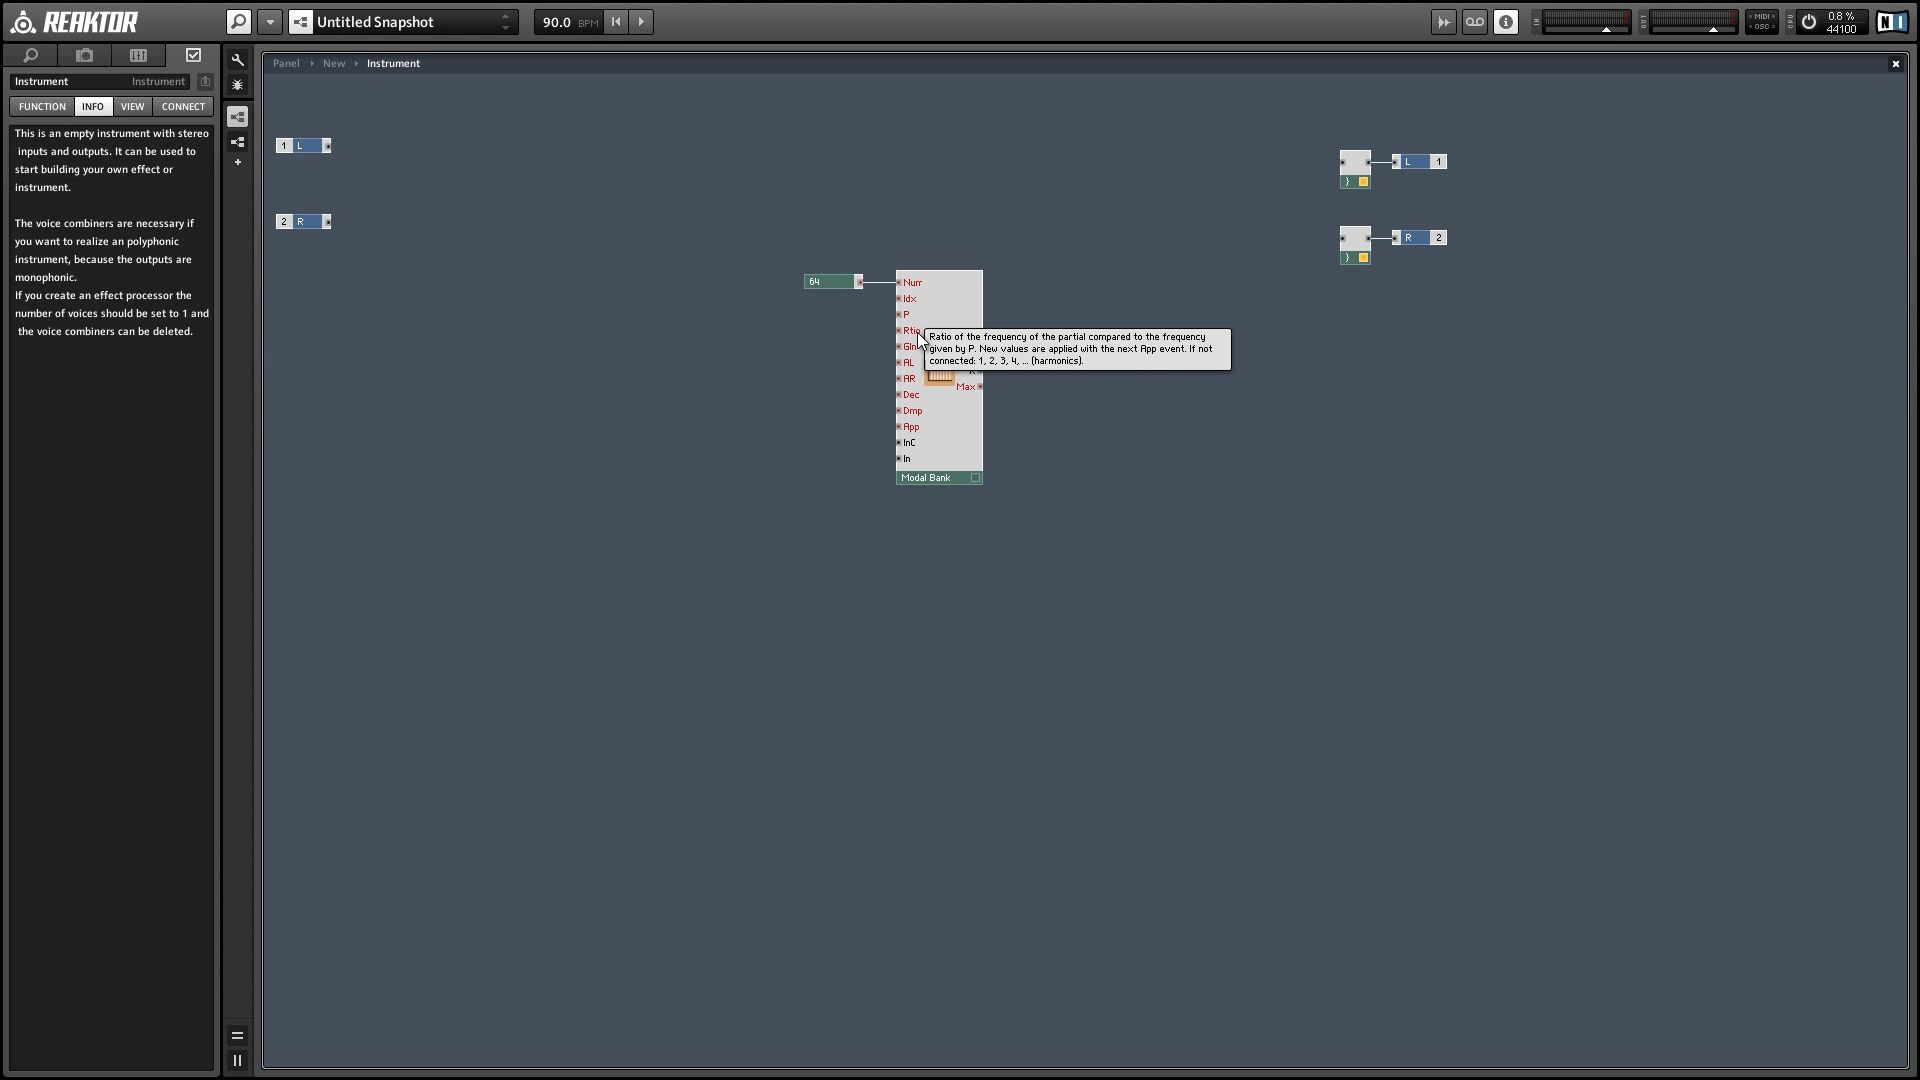 REAKTOR
Untitled Snapshot
90.0 BPM
IN
OUT
MIDI
OSC
CPU
0.8 %
44100
Instrument Instrument
FUNCTION INFO VIEW CONNECT
This is an empty instrument with stereo
inputs and outputs. It can be used to
start building your own effect or
instrument.
The voice combiners are necessary if
you want to realize an polyphonic
instrument, because the outputs are
monophonic.
If you create an effect processor the
number of voices should be set to 1 and
the voice combiners can be deleted.
Panel New Instrument
1 L
2 R
L 1
}
R 2
}
64
Num
Idx
P
Rtio
Ratio of the frequency of the partial compared to the frequency
given by P. New values are applied with the next App event. If not
connected: 1, 2, 3, 4, ... (harmonics).
Gln
AL
AR
Max
Dec
Dmp
App
InC
In
Modal Bank